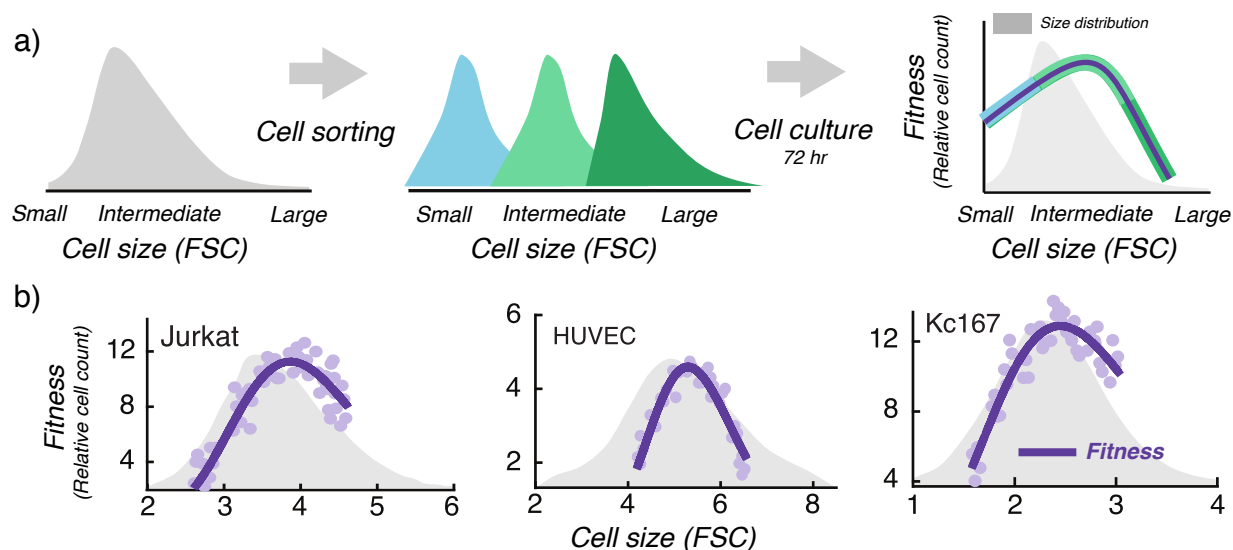 a)
Small Intermediate Large
Cell size (FSC)
Cell sorting
Small Intermediate Large
Cell size (FSC)
Cell culture
72 hr
Size distribution
Fitness
(Relative cell count)
Small Intermediate Large
Cell size (FSC)
b)
Jurkat
Fitness
(Relative cell count)
12
8
4
2 3 4 5 6
HUVEC
6
4
2
2 4 6 8
Cell size (FSC)
Kc167
12
8
4
1 2 3 4
Fitness